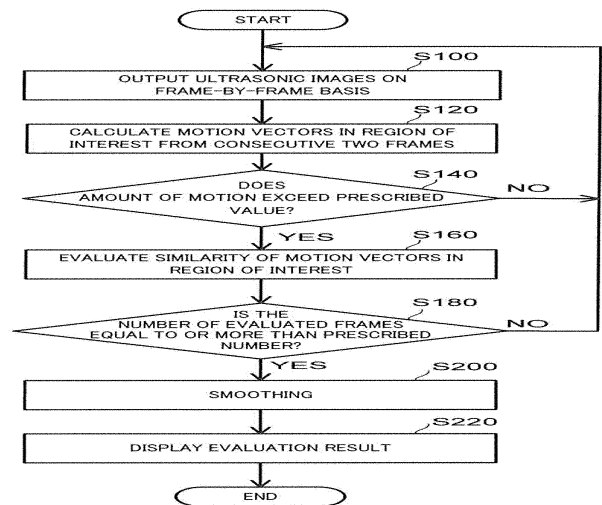 START
S100
OUTPUT ULTRASONIC IMAGES ON
FRAME-BY-FRAME BASIS
S120
CALCULATE MOTION VECTORS IN REGION OF
INTEREST FROM CONSECUTIVE TWO FRAMES
S140
DOES
AMOUNT OF MOTION EXCEED PRESCRIBED
VALUE?
NO
YES
S160
EVALUATE SIMILARITY OF MOTION VECTORS IN
REGION OF INTEREST
S180
IS THE
NUMBER OF EVALUATED FRAMES
EQUAL TO OR MORE THAN PRESCRIBED
NUMBER?
NO
YES
S200
SMOOTHING
S220
DISPLAY EVALUATION RESULT
END